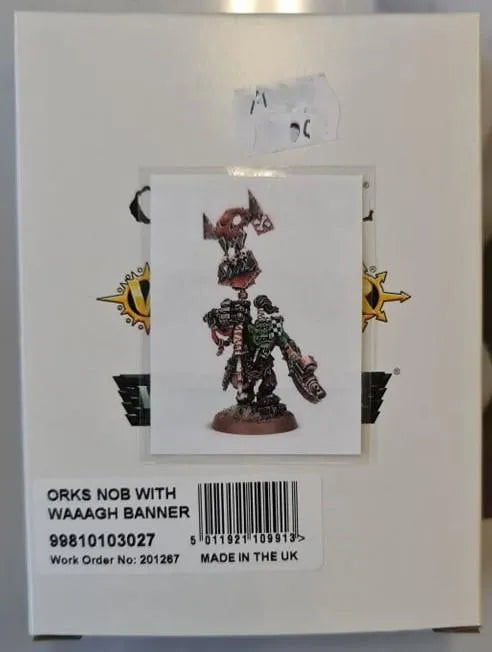 ORKS NOB WITH
WAAAGH BANNER
99810103027
5 011921 109913 >
Work Order No: 201267
MADE IN THE UK